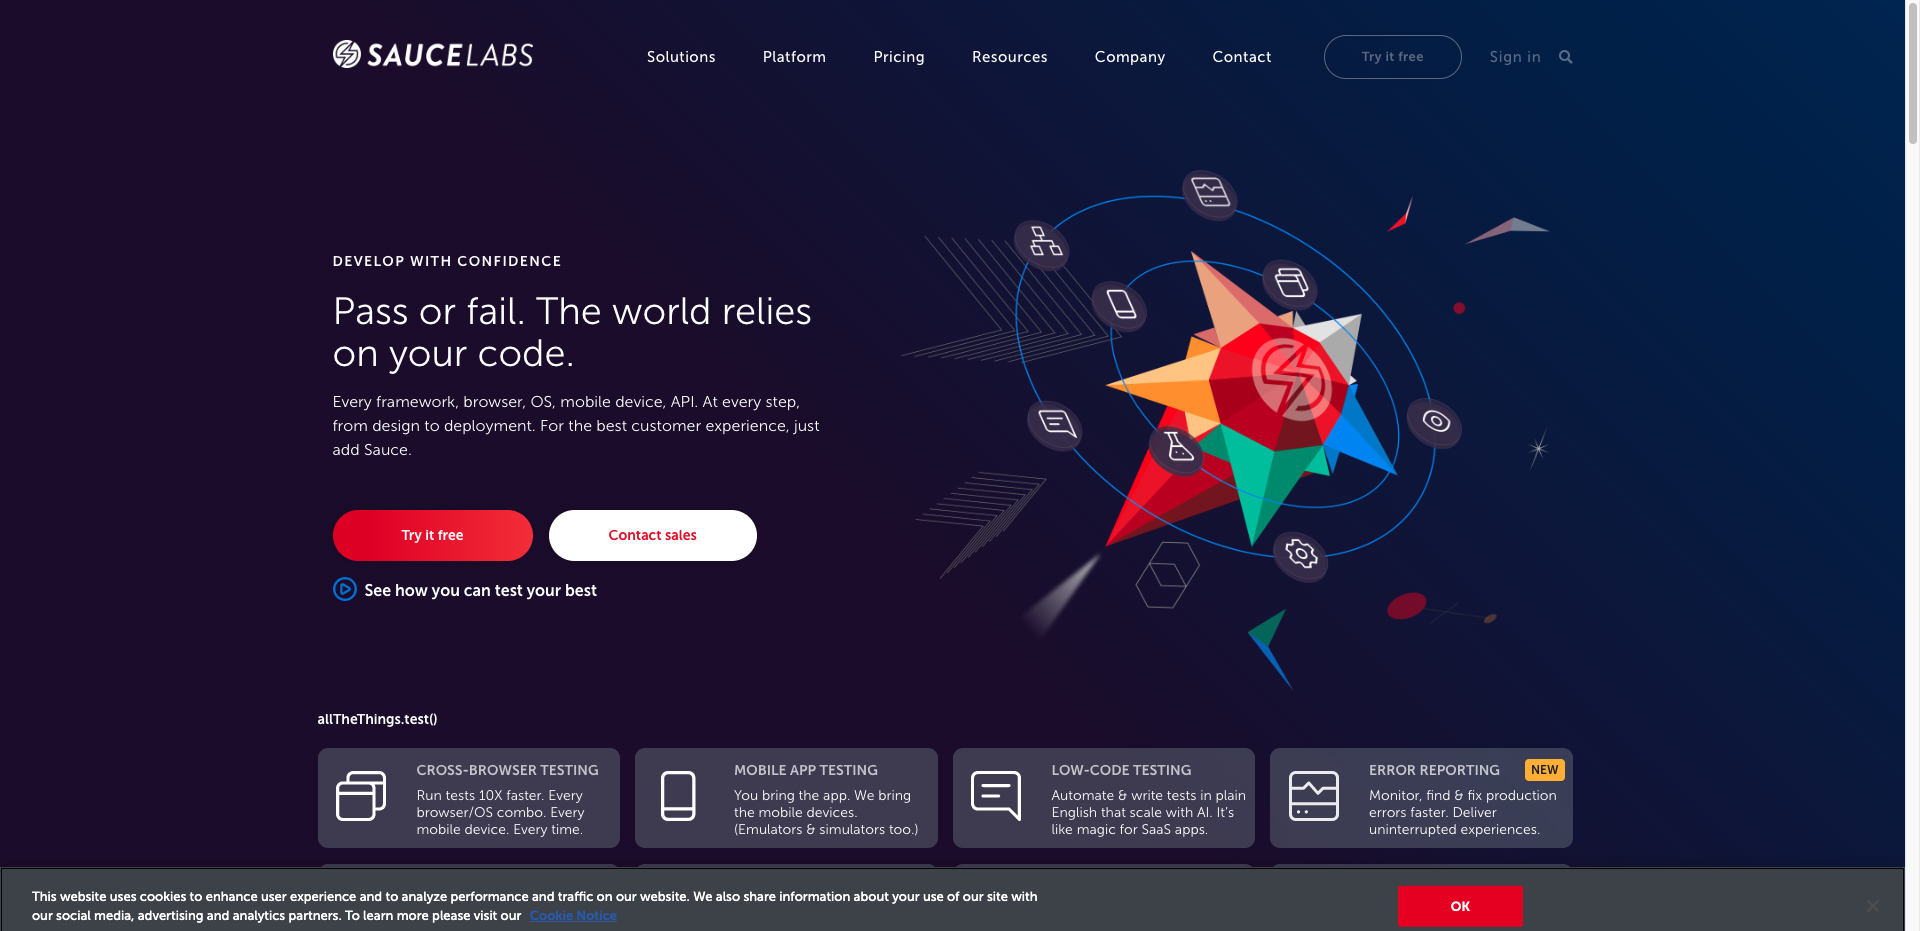 SAUCELABS
Solutions
Platform
Pricing
Resources
Company
Contact
Try it free
Sign in
DEVELOP WITH CONFIDENCE
Pass or fail. The world relies
on your code.
Every framework, browser, OS, mobile device, API. At every step,
from design to deployment. For the best customer experience, just
add Sauce.
Try it free
Contact sales
See how you can test your best
allTheThings.test()
CROSS-BROWSER TESTING
Run tests 10X faster. Every
browser/OS combo. Every
mobile device. Every time.
MOBILE APP TESTING
You bring the app. We bring
the mobile devices.
(Emulators & simulators too.)
LOW-CODE TESTING
Automate & write tests in plain
English that scale with AI. It's
like magic for SaaS apps.
ERROR REPORTING
NEW
Monitor, find & fix production
errors faster. Deliver
uninterrupted experiences.
This website uses cookies to enhance user experience and to analyze performance and traffic on our website. We also share information about your use of our site with
our social media, advertising and analytics partners. To learn more please visit our Cookie Notice
OK